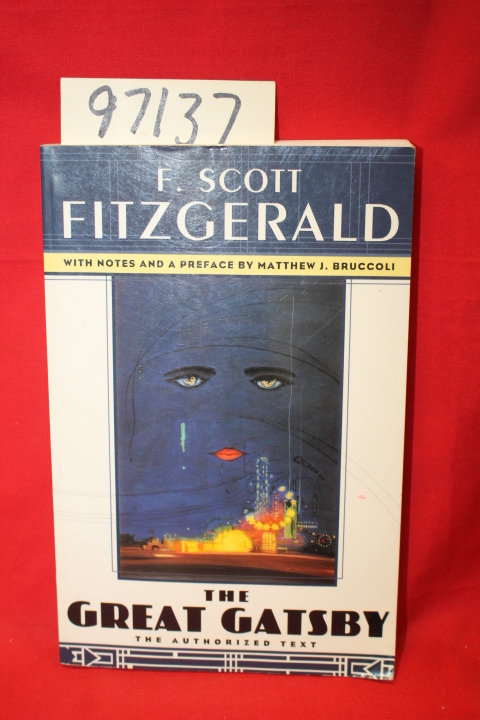 97137
F. SCOTT
FITZGERALD
WITH NOTES AND A PREFACE BY MATTHEW J. BRUCCOLI
THE
GREAT GATSBY
THE AUTHORIZED TEXT